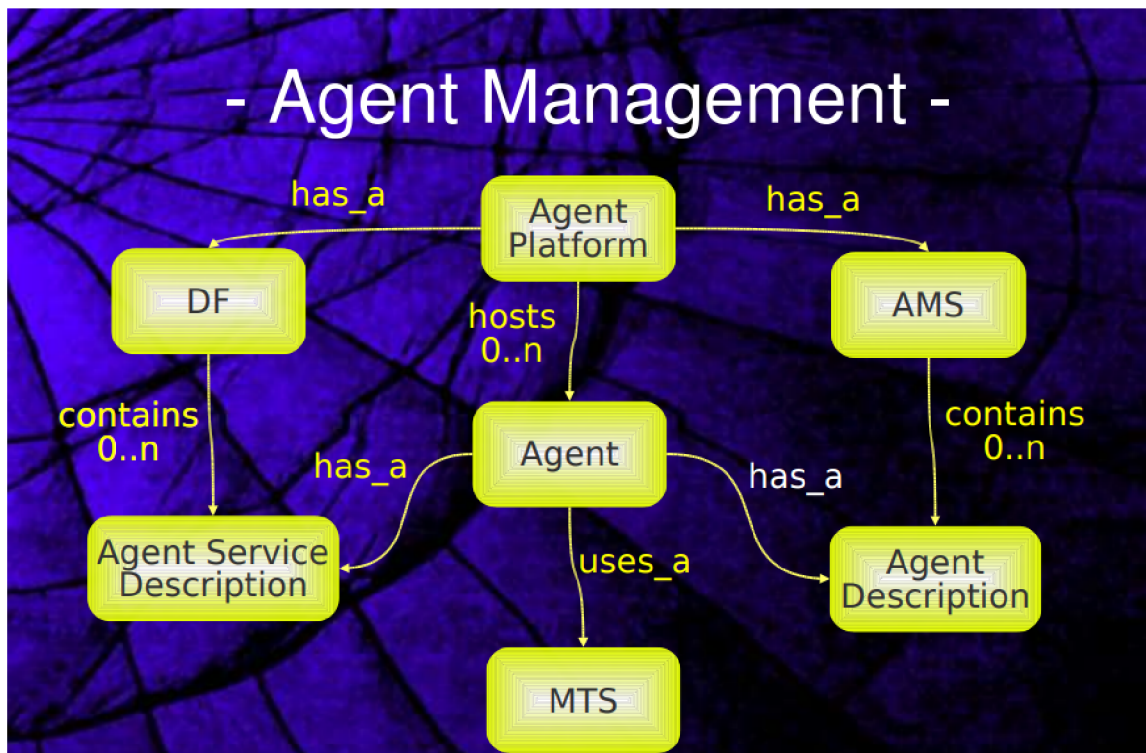 - Agent Management -
has_a
Agent
Platform
has_a
DF
hosts
0..n
AMS
contains
0..n
has_a
Agent
has_a
contains
0..n
Agent Service
Description
uses_a
Agent
Description
MTS